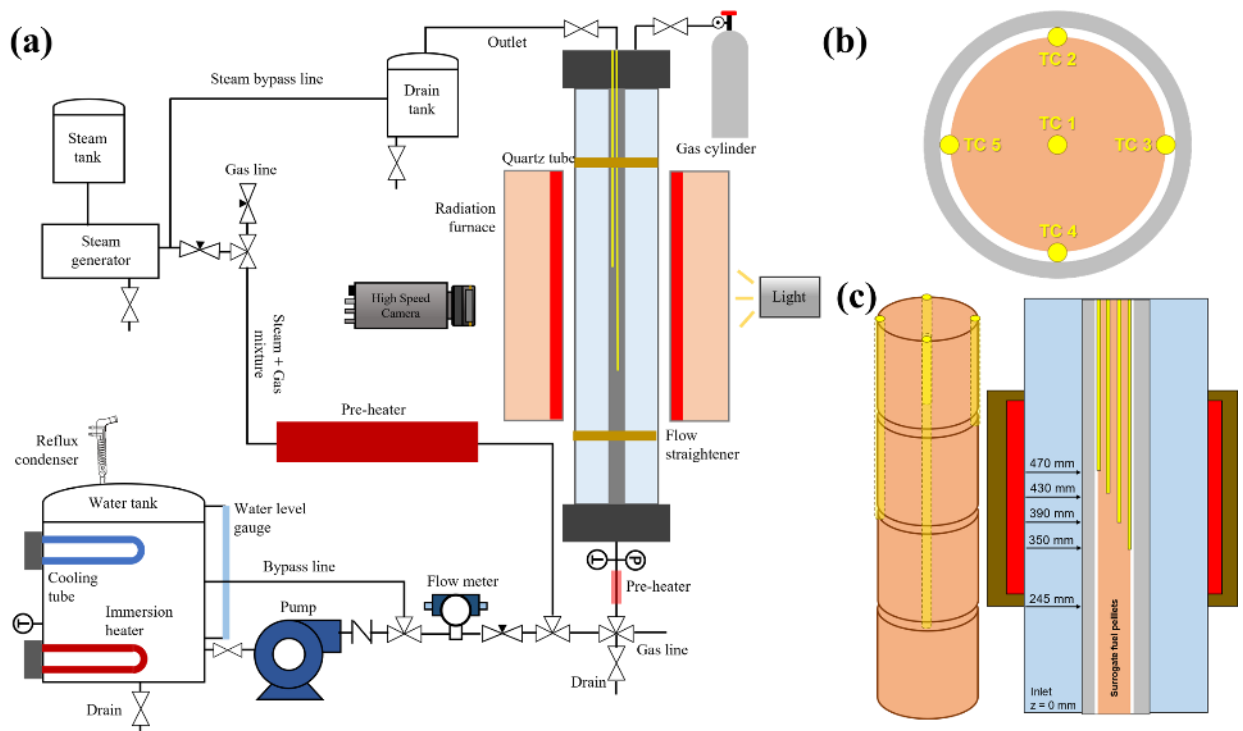 (a)
Outlet
Steam bypass line
Drain
tank
Steam
tank
Gas line
Steam
generator
Quartz tube
Gas cylinder
Radiation
furnace
High Speed
Camera
Light
Steam + Gas
mixture
Pre-heater
Flow
straightener
Reflux
condenser
Water tank
Water level
gauge
Cooling
tube
Bypass line
Flow meter
T
P
Pre-heater
Immersion
heater
Pump
T
Gas line
Drain
Drain
(b)
TC 2
TC 1
TC 5
TC 3
TC 4
(c)
470 mm
430 mm
390 mm
350 mm
245 mm
Surrogate fuel pellets
Inlet
z = 0 mm